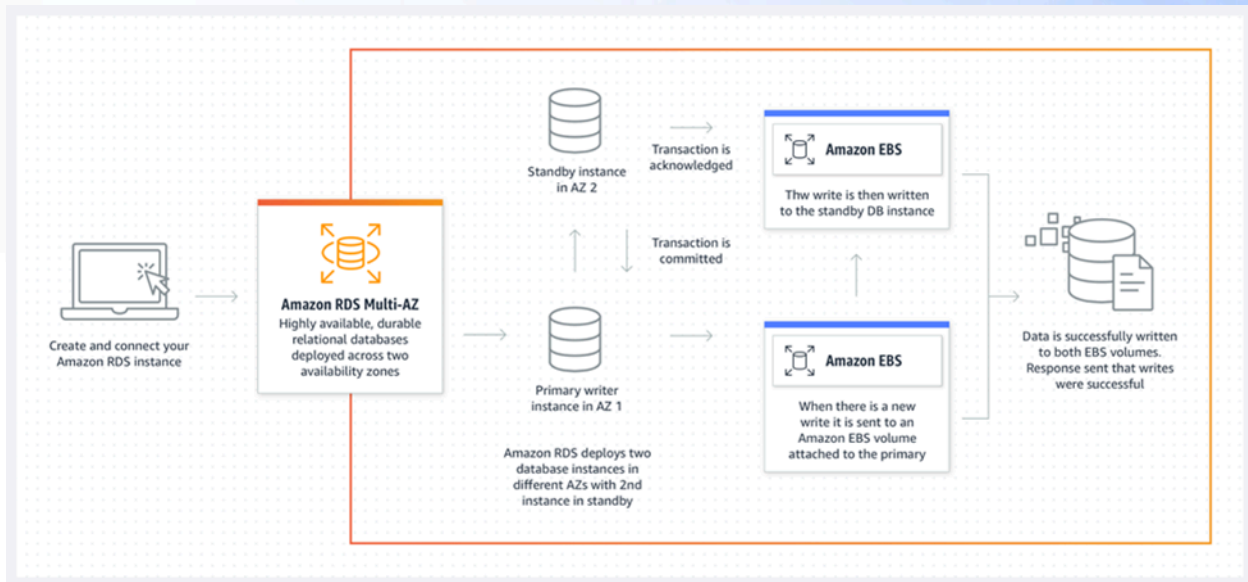 Create and connect your
Amazon RDS instance
Amazon RDS Multi-AZ
Highly available, durable
relational databases
deployed across two
availability zones
Standby instance
in AZ 2
Transaction is
acknowledged
Transaction is
committed
Primary writer
instance in AZ 1
Amazon RDS deploys two
database instances in
different AZs with 2nd
instance in standby
Amazon EBS
Thw write is then written
to the standby DB instance
Amazon EBS
When there is a new
write it is sent to an
Amazon EBS volume
attached to the primary
Data is successfully written
to both EBS volumes.
Response sent that writes
were successful